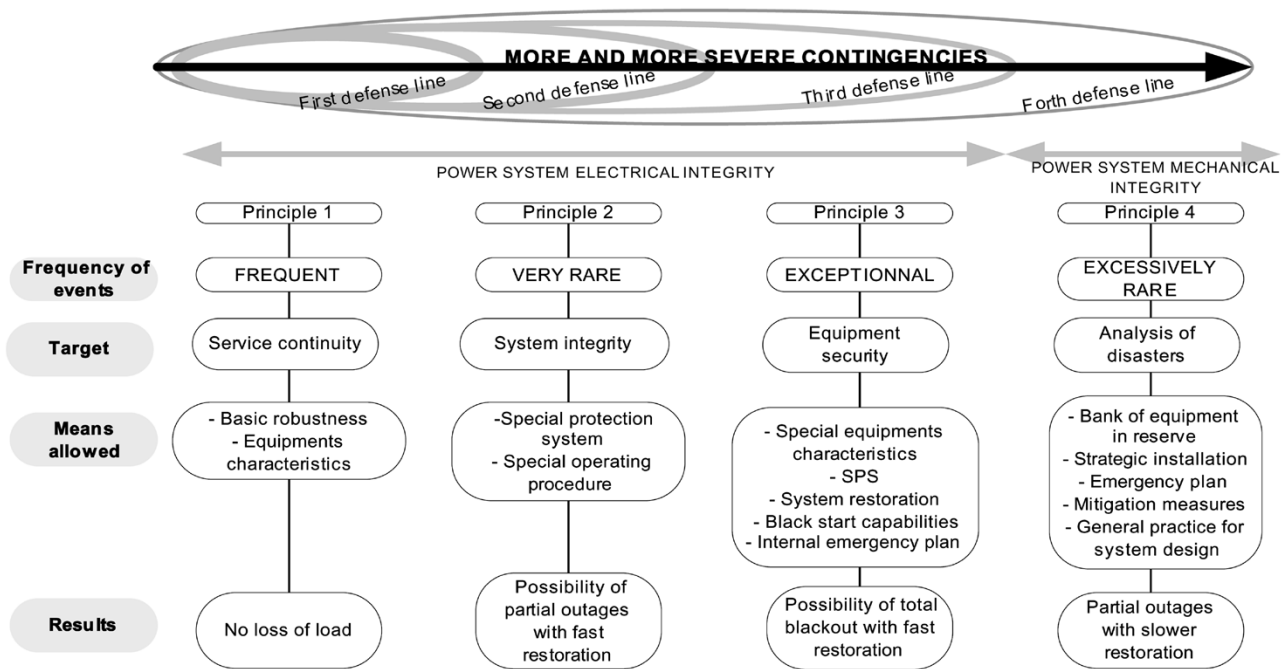 MORE AND MORE SEVERE CONTINGENCIES
First defense line
Second defense line
Third defense line
Forth defense line
POWER SYSTEM ELECTRICAL INTEGRITY
POWER SYSTEM MECHANICAL
INTEGRITY
Principle 1
Principle 2
Principle 3
Principle 4
Frequency of
events
FREQUENT
VERY RARE
EXCEPTIONNAL
EXCESSIVELY
RARE
Target
Service continuity
System integrity
Equipment
security
Analysis of
disasters
Means
allowed
- Basic robustness
- Equipments
characteristics
-Special protection
system
- Special operating
procedure
- Special equipments
characteristics
- SPS
- System restoration
- Black start capabilities
- Internal emergency plan
- Bank of equipment
in reserve
- Strategic installation
- Emergency plan
- Mitigation measures
- General practice for
system design
Results
No loss of load
Possibility of
partial outages
with fast
restoration
Possibility of total
blackout with fast
restoration
Partial outages
with slower
restoration